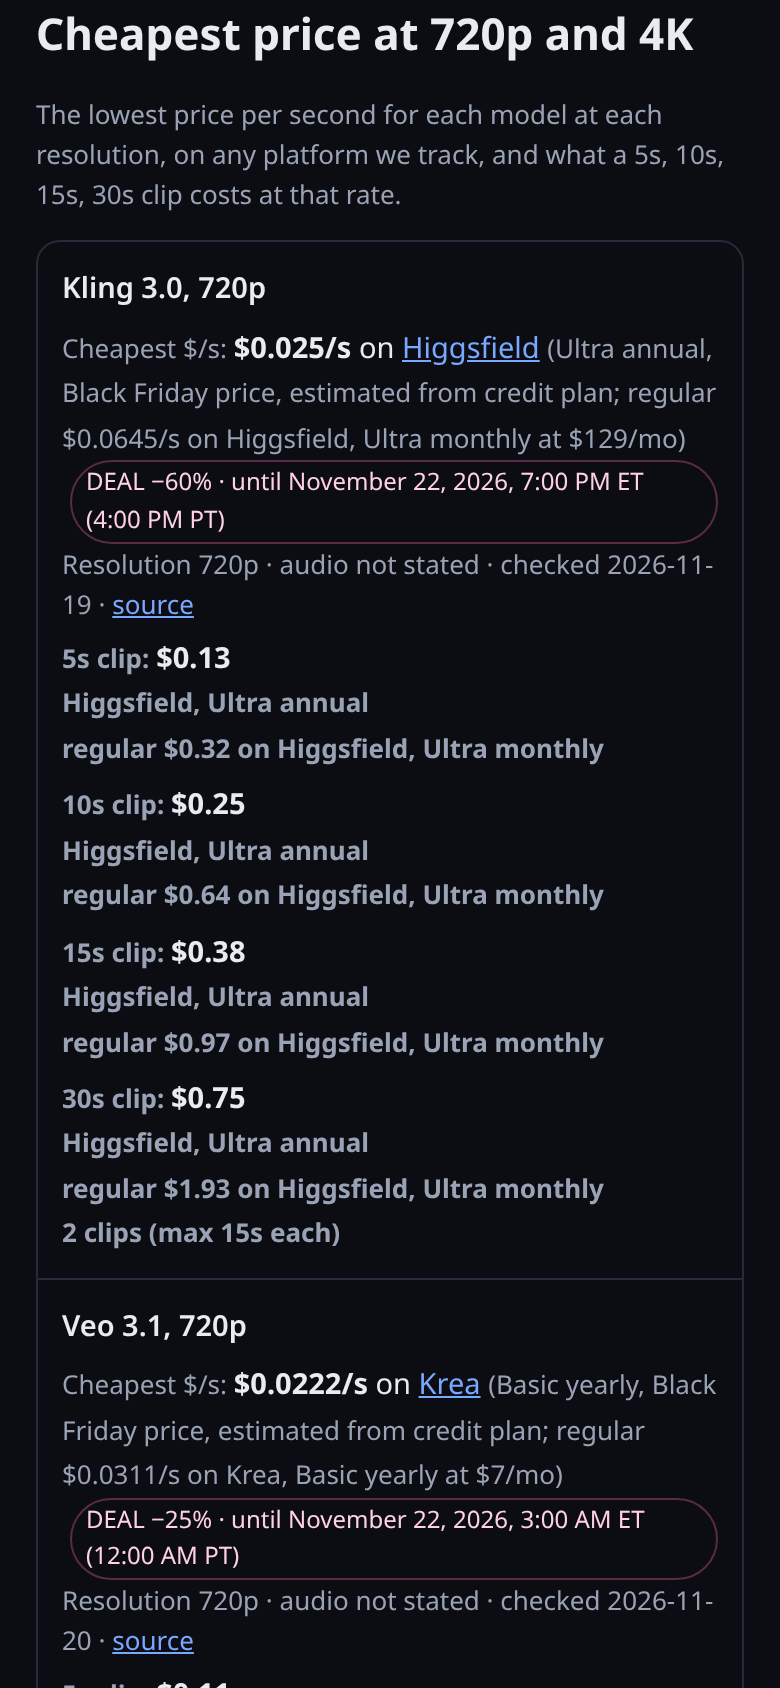 Cheapest price at 720p and 4K
The lowest price per second for each model at each
resolution, on any platform we track, and what a 5s, 10s,
15s, 30s clip costs at that rate.
Kling 3.0, 720p
Cheapest $/s: $0.025/s on Higgsfield (Ultra annual,
Black Friday price, estimated from credit plan; regular
$0.0645/s on Higgsfield, Ultra monthly at $129/mo)
DEAL −60% · until November 22, 2026, 7:00 PM ET
(4:00 PM PT)
Resolution 720p · audio not stated · checked 2026-11-
19 · source
5s clip: $0.13
Higgsfield, Ultra annual
regular $0.32 on Higgsfield, Ultra monthly
10s clip: $0.25
Higgsfield, Ultra annual
regular $0.64 on Higgsfield, Ultra monthly
15s clip: $0.38
Higgsfield, Ultra annual
regular $0.97 on Higgsfield, Ultra monthly
30s clip: $0.75
Higgsfield, Ultra annual
regular $1.93 on Higgsfield, Ultra monthly
2 clips (max 15s each)
Veo 3.1, 720p
Cheapest $/s: $0.0222/s on Krea (Basic yearly, Black
Friday price, estimated from credit plan; regular
$0.0311/s on Krea, Basic yearly at $7/mo)
DEAL −25% · until November 22, 2026, 3:00 AM ET
(12:00 AM PT)
Resolution 720p · audio not stated · checked 2026-11-
20 · source